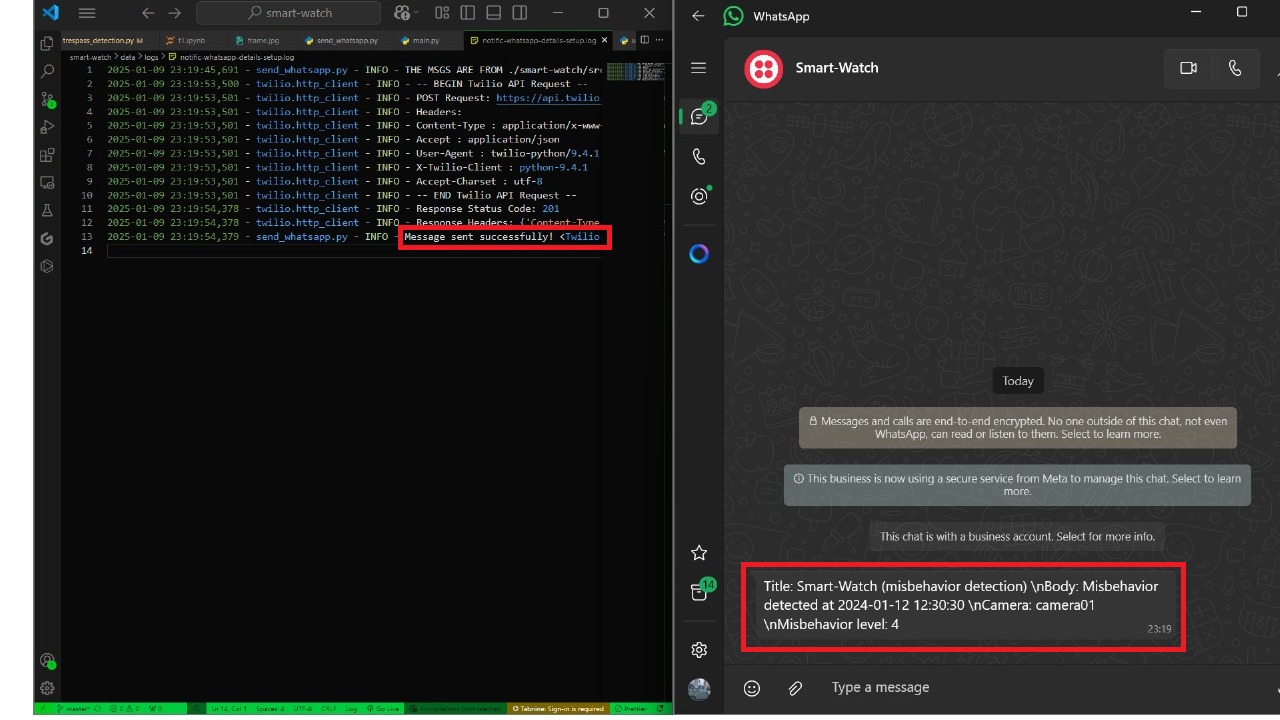 smart-watch
trespass_detection.py M
t1.ipynb
frame.jpg
send_whatsapp.py
main.py
notific-whatsapp-details-setup.log
smart-watch > data > logs > notific-whatsapp-details-setup.log
1 2025-01-09 23:19:45,691 - send_whatsapp.py - INFO - THE MSGS ARE FROM ./smart-watch/sr
2 2025-01-09 23:19:53,500 - twilio.http_client - INFO - -- BEGIN Twilio API Request --
3 2025-01-09 23:19:53,501 - twilio.http_client - INFO - POST Request: https://api.twilio
4 2025-01-09 23:19:53,501 - twilio.http_client - INFO - Headers:
5 2025-01-09 23:19:53,501 - twilio.http_client - INFO - Content-Type : application/x-www-
6 2025-01-09 23:19:53,501 - twilio.http_client - INFO - Accept : application/json
7 2025-01-09 23:19:53,501 - twilio.http_client - INFO - User-Agent : twilio-python/9.4.1
8 2025-01-09 23:19:53,501 - twilio.http_client - INFO - X-Twilio-Client : python-9.4.1
9 2025-01-09 23:19:53,501 - twilio.http_client - INFO - Accept-Charset : utf-8
10 2025-01-09 23:19:53,501 - twilio.http_client - INFO - -- END Twilio API Request --
11 2025-01-09 23:19:54,378 - twilio.http_client - INFO - Response Status Code: 201
12 2025-01-09 23:19:54,378 - twilio.http_client - INFO - Response Headers: {'Content-Type
13 2025-01-09 23:19:54,379 - send_whatsapp.py - INFO - Message sent successfully! <Twilio
14
master*
0 0
0
Ln 14, Col 1
Spaces: 4
UTF-8
CRLF
Log
Go Live
Completions limit reached
Tabnine: Sign-in is required
Prettier
WhatsApp
Smart-Watch
2
14
Today
Messages and calls are end-to-end encrypted. No one outside of this chat, not even
WhatsApp, can read or listen to them. Select to learn more.
This business is now using a secure service from Meta to manage this chat. Select to learn
more.
This chat is with a business account. Select for more info.
Title: Smart-Watch (misbehavior detection) \nBody: Misbehavior
detected at 2024-01-12 12:30:30 \nCamera: camera01
\nMisbehavior level: 4
23:19
Type a message